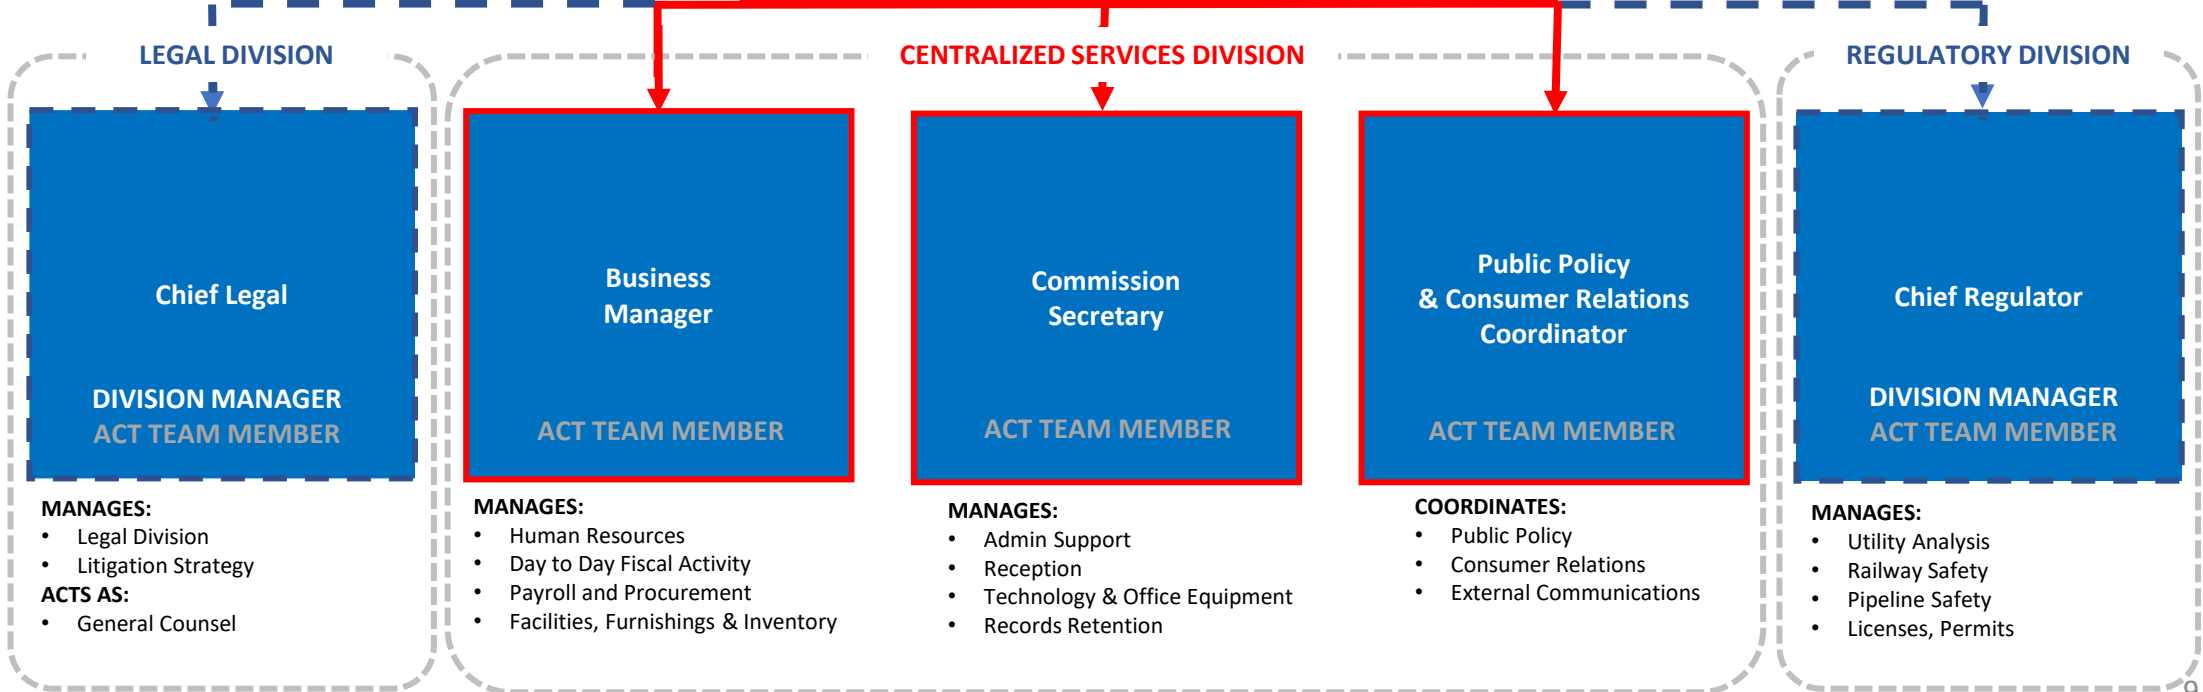 LEGAL DIVISION
Chief Legal
DIVISION MANAGER
ACT TEAM MEMBER
MANAGES:
• Legal Division
• Litigation Strategy
ACTS AS:
• General Counsel
CENTRALIZED SERVICES DIVISION
Business
Manager
ACT TEAM MEMBER
MANAGES:
• Human Resources
• Day to Day Fiscal Activity
• Payroll and Procurement
• Facilities, Furnishings & Inventory
Commission
Secretary
ACT TEAM MEMBER
MANAGES:
• Admin Support
• Reception
• Technology & Office Equipment
• Records Retention
Public Policy
& Consumer Relations
Coordinator
ACT TEAM MEMBER
COORDINATES:
• Public Policy
• Consumer Relations
• External Communications
REGULATORY DIVISION
Chief Regulator
DIVISION MANAGER
ACT TEAM MEMBER
MANAGES:
• Utility Analysis
• Railway Safety
• Pipeline Safety
• Licenses, Permits